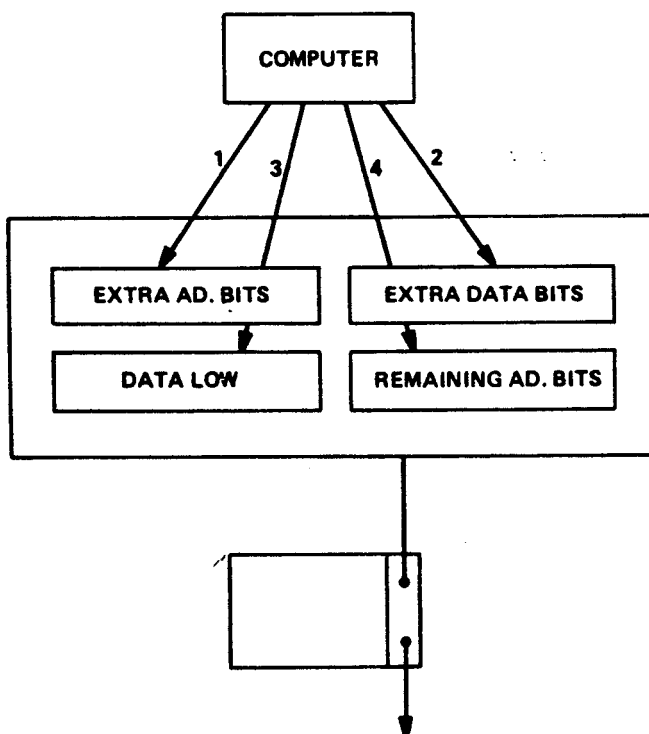 COMPUTER
1
3
4
2
EXTRA AD. BITS
EXTRA DATA BITS
DATA LOW
REMAINING AD. BITS